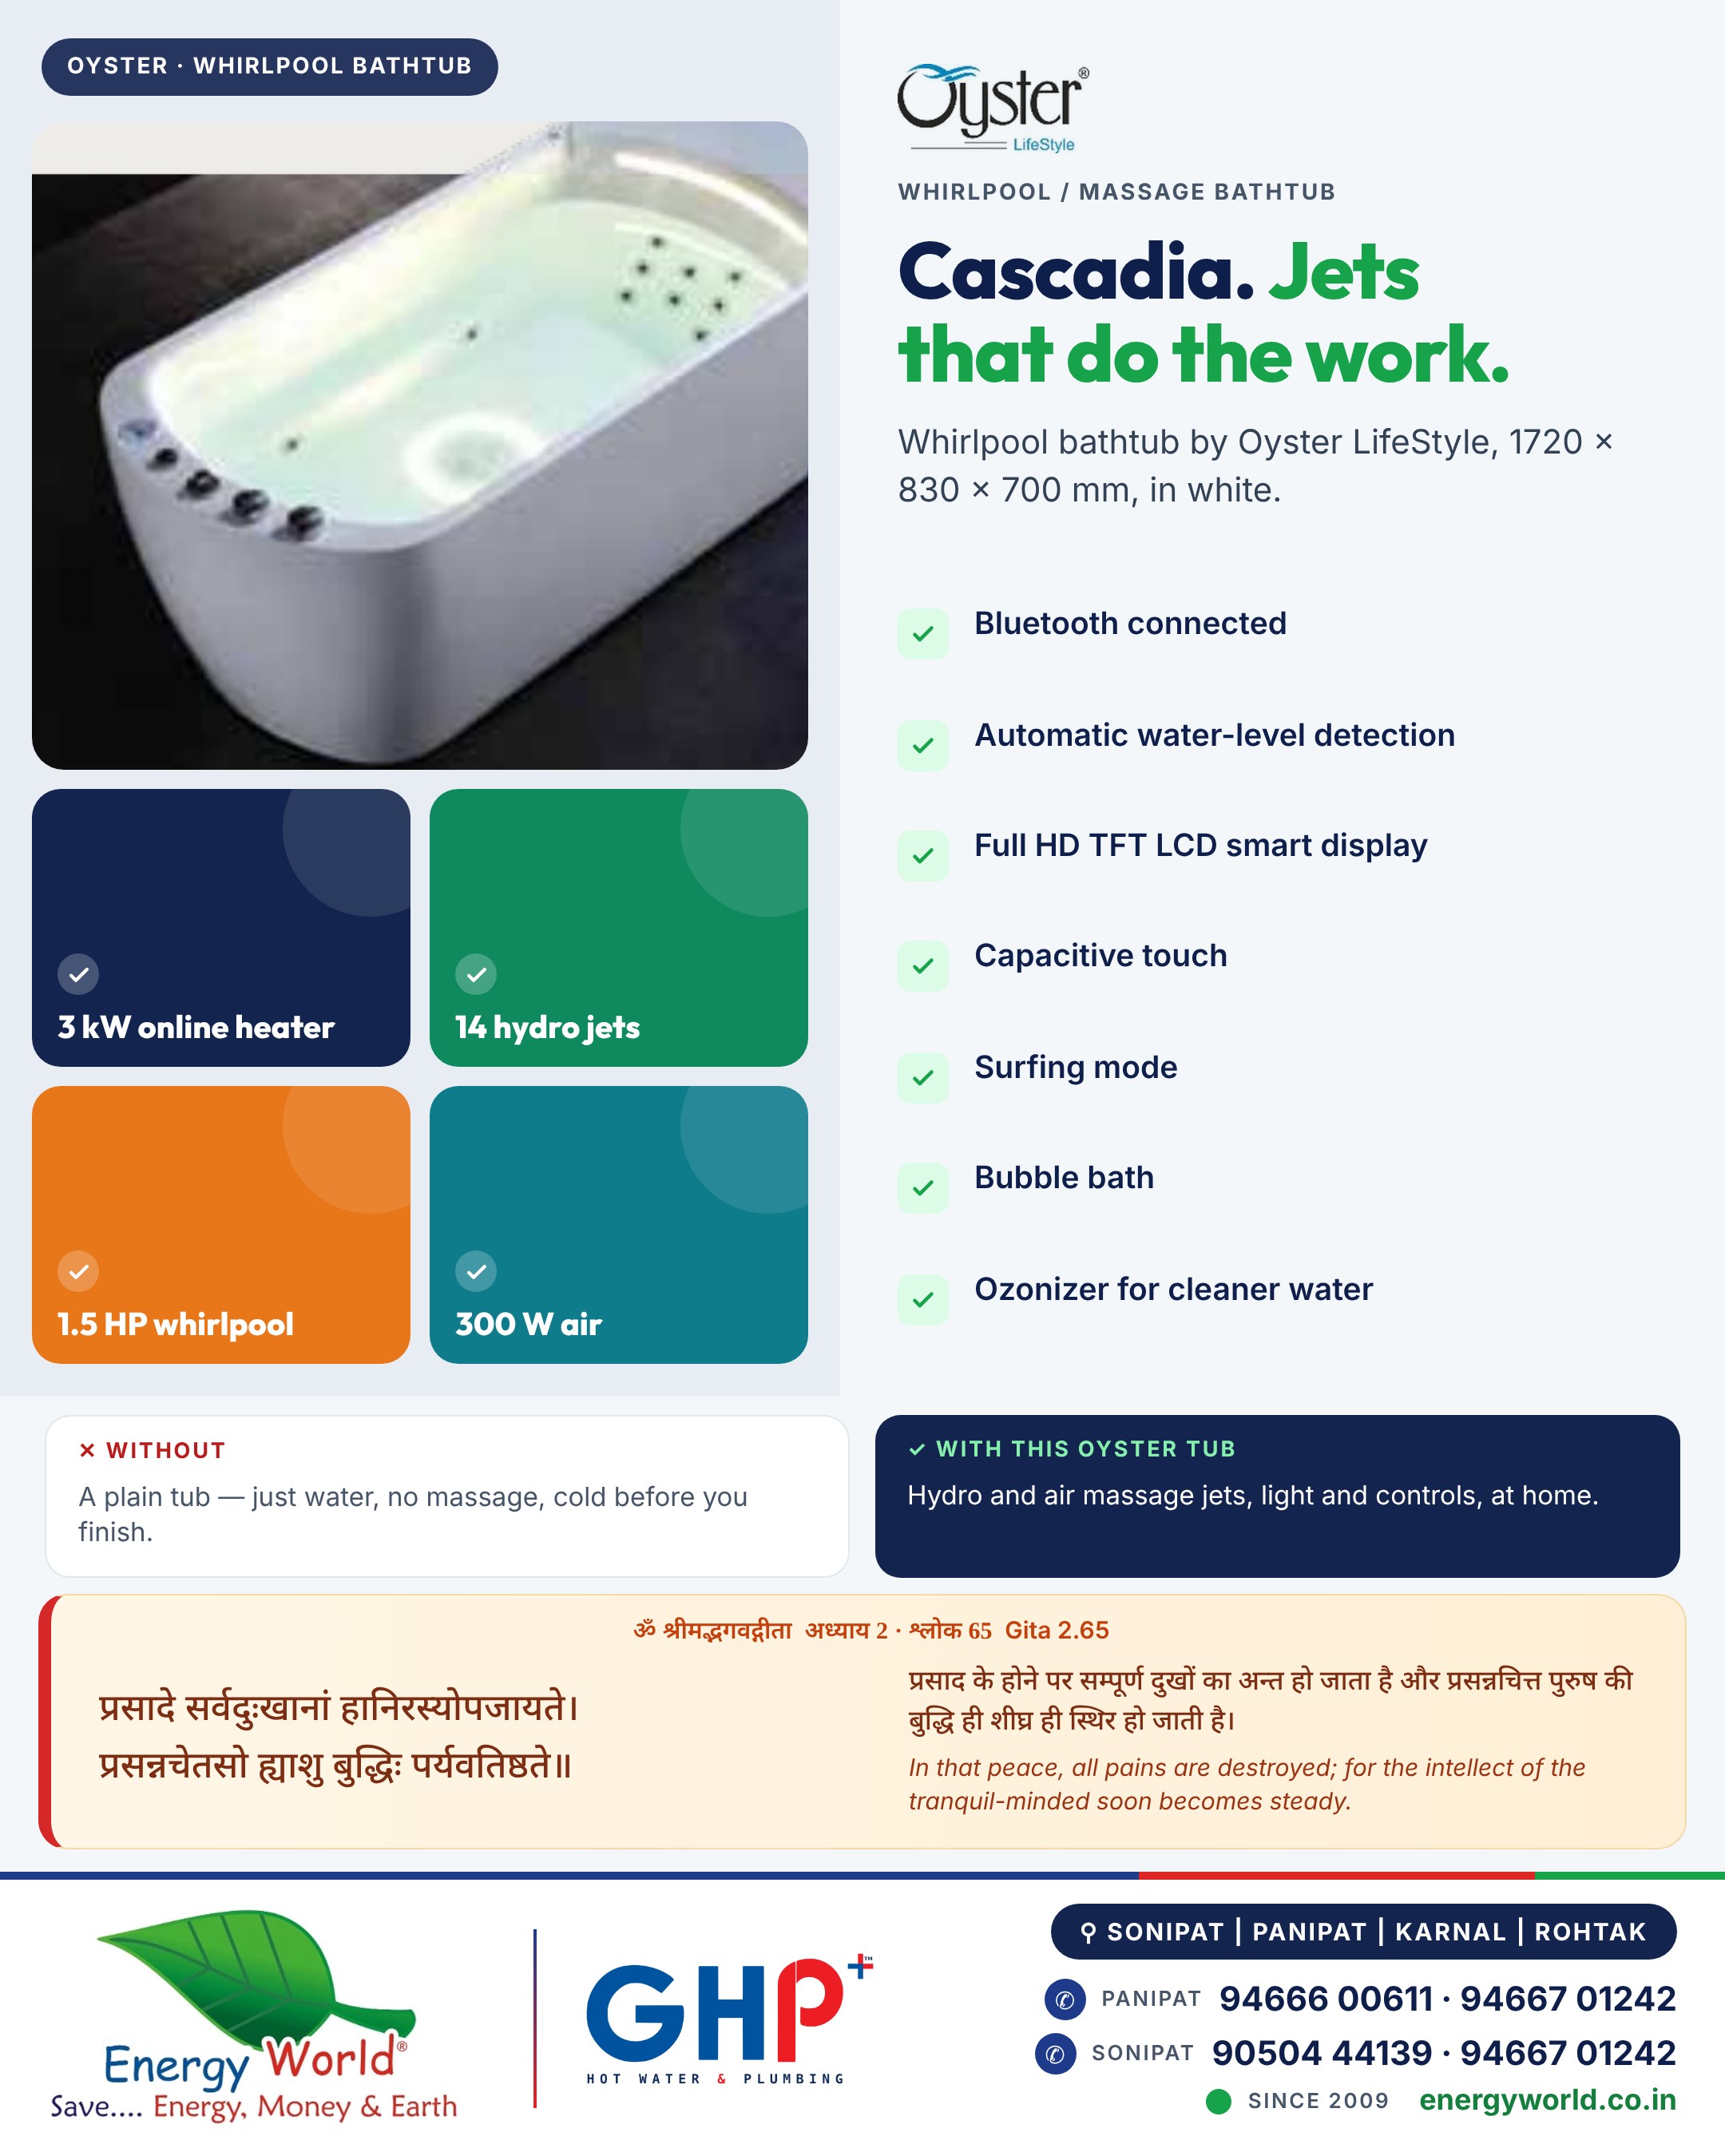 OYSTER · WHIRLPOOL BATHTUB
Oyster®
LifeStyle
WHIRLPOOL / MASSAGE BATHTUB
Cascadia. Jets
that do the work.
Whirlpool bathtub by Oyster LifeStyle, 1720 ×
830 × 700 mm, in white.
Bluetooth connected
Automatic water-level detection
Full HD TFT LCD smart display
Capacitive touch
Surfing mode
Bubble bath
Ozonizer for cleaner water
3 kW online heater
14 hydro jets
1.5 HP whirlpool
300 W air
✕ WITHOUT
A plain tub — just water, no massage, cold before you
finish.
✓ WITH THIS OYSTER TUB
Hydro and air massage jets, light and controls, at home.
ॐ श्रीमद्भगवद्गीता अध्याय 2 · श्लोक 65 Gita 2.65
प्रसादे सर्वदुःखानां हानिरस्योपजायते।
प्रसन्नचेतसो ह्याशु बुद्धिः पर्यवतिष्ठते॥
प्रसाद के होने पर सम्पूर्ण दुखों का अन्त हो जाता है और प्रसन्नचित्त पुरुष की
बुद्धि ही शीघ्र ही स्थिर हो जाती है।
In that peace, all pains are destroyed; for the intellect of the
tranquil-minded soon becomes steady.
Energy World®
Save.... Energy, Money & Earth
GHP+™
HOT WATER & PLUMBING
SONIPAT | PANIPAT | KARNAL | ROHTAK
PANIPAT 94666 00611 · 94667 01242
SONIPAT 90504 44139 · 94667 01242
SINCE 2009 energyworld.co.in